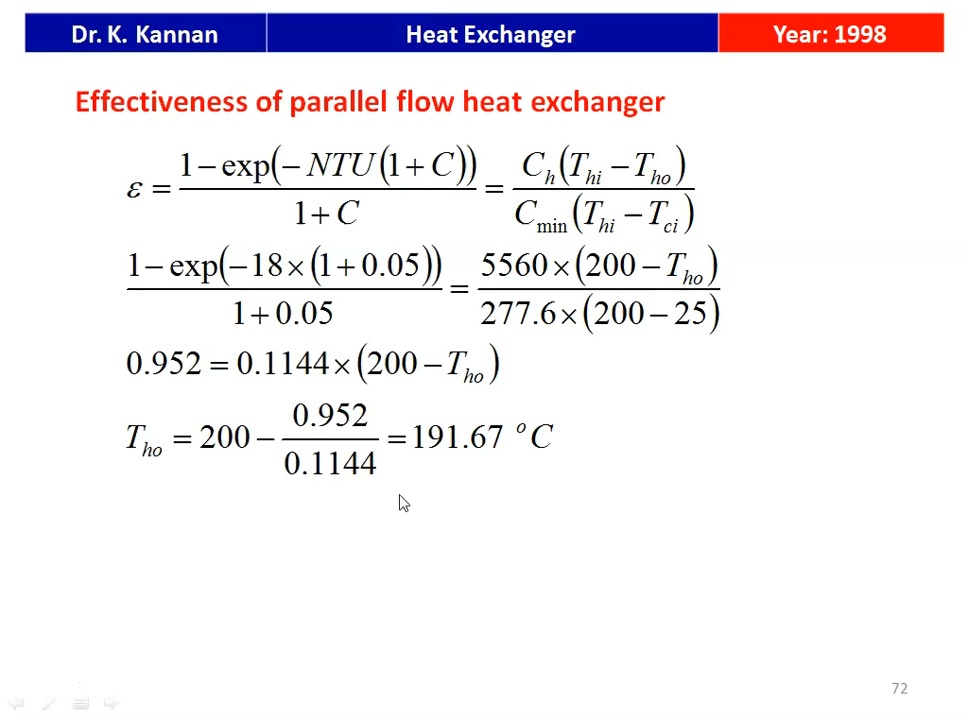 Dr. K. Kannan Heat Exchanger Year: 1998
Effectiveness of parallel flow heat exchanger
ε = (1 − exp(− NTU(1 + C))) / (1 + C) = C_h(T_hi − T_ho) / C_min(T_hi − T_ci)
(1 − exp(−18 × (1 + 0.05))) / (1 + 0.05) = 5560 × (200 − T_ho) / 277.6 × (200 − 25)
0.952 = 0.1144 × (200 − T_ho)
T_ho = 200 − 0.952 / 0.1144 = 191.67 °C
72